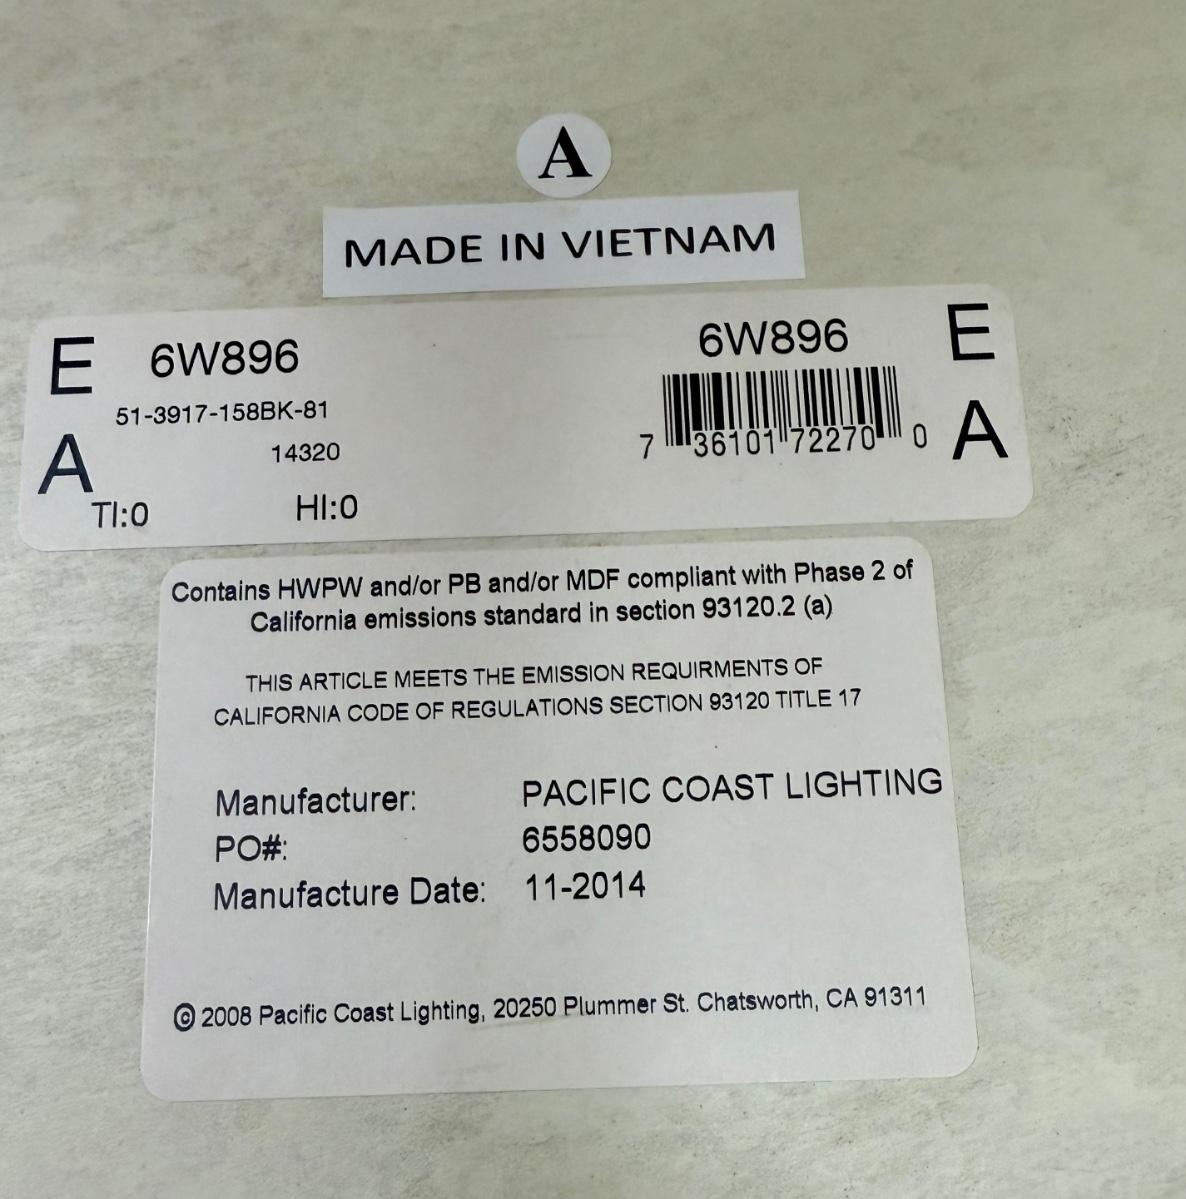 A
MADE IN VIETNAM
E 6W896 6W896 E
51-3917-158BK-81
14320
7 36101 72270 0
A A
TI:0 HI:0
Contains HWPW and/or PB and/or MDF compliant with Phase 2 of
California emissions standard in section 93120.2 (a)
THIS ARTICLE MEETS THE EMISSION REQUIRMENTS OF
CALIFORNIA CODE OF REGULATIONS SECTION 93120 TITLE 17
Manufacturer: PACIFIC COAST LIGHTING
PO#: 6558090
Manufacture Date: 11-2014
© 2008 Pacific Coast Lighting, 20250 Plummer St. Chatsworth, CA 91311